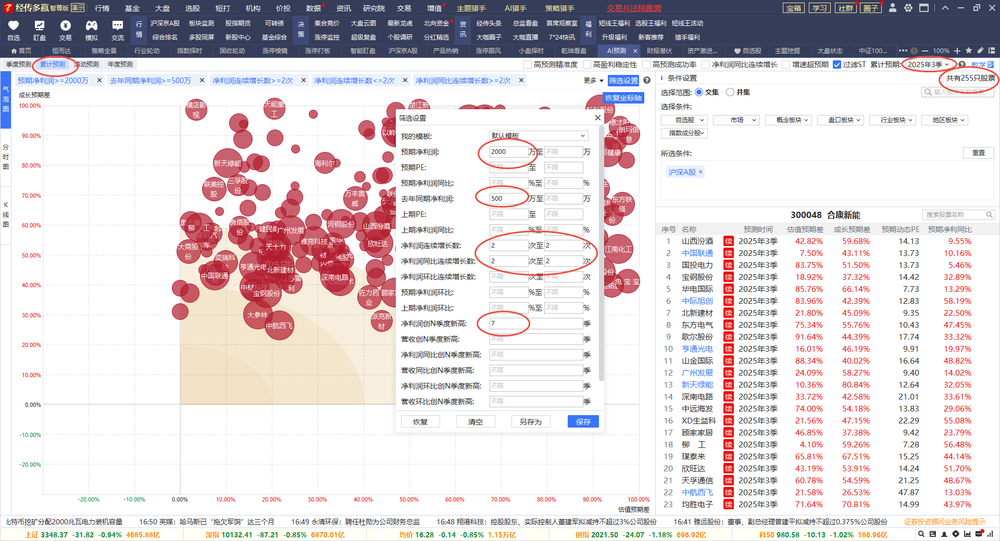 经传多赢 智尊版 演示 行情 基金 大盘 选股 短打 机构 价投 数据 资讯 研究院 交易 增值 主题猎手 AI猎手 策略猎手 交易兵法陪跑营 宝箱 学习 社群 圈子
行情 沪深京A股 板块监测 股指期货 可转债 决策 集合竞价 大盘云图 最新龙虎 北向资金 资讯 经传头条 总监看盘 首席观察室 福利 短线王福利 选股王福利 短线王活动
自选 盯盘 交易 模拟 交流 综合排名 多股同屏 新股中心 基金综合 涨停监控 超级复盘 个股调研 分红精选 大咖圈子 大咖直播 7*24快讯 升级福利 新客推荐 猎手福利
首页 恒而达 策略全景 行业轮动 指数择时 国收轮动 涨停棱镜 涨停打板 智能盯盘 沪深京A股 产品热销 涨停跟风 小盘择时 乾坤看盘 AI预测 × 财报潜伏 资产激进... 自选股 主题挖掘 大盘状态 中证100... 100%
季度预测 累计预测 滚动预测 年度预测 高预测精准度 高盈利稳定性 高预测成功率 净利润同比连续增长 增速超预期 过滤ST 累计预期: 2025年3季 教学
预期净利润>=2000万 × 去年同期净利润>=500万 × 净利润连续增长数>=2次 × 净利润连续增长数<=2次 × 净利润同比连续增长数>=2次 × 更多 筛选设置
气泡图
分时图
K线图
成长预期差
恢复坐标轴
100.00%
90.00%
80.00%
70.00%
60.00%
50.00%
40.00%
30.00%
20.00%
10.00%
0.00%
-10.00%
-20.00%
-20.00% -10.00% 0.00% 10.00% 20.00% 30.00% 40.00% 50.00% 60.00% 70.00% 80.00% 90.00% 100.00%
估值预期差
横店影视
天能重工
楚江新
新天绿能
海利尔
联美控股
三孚股份
万丰奥威
良信股份
柳 工
广州发展
河钢股份
山西汾酒
大商股份
雅克科技
欣旺达
奕瑞科技
亨通光电
中国联通
北新建材
江苏雷利
深南电路
宝钢股份
佐力药业
顾家
大参林
中航西飞
派克新材
德才股
朗玛信息
东方铁塔
江南化工
兔 宝 宝
筛选设置 ×
我的模板: 默认模板
预期净利润: 2000 万至 不限 万
预期PE: 不限 至 不限
预期净利润同比: 不限 %至 不限 %
去年同期净利润: 500 万至 不限 万
上期PE: 不限 至 不限
上期净利润同比: 不限 %至 不限 %
净利润连续增长数: 2 次至 2 次
净利润同比连续增长数: 2 次至 2 次
净利润环比连续增长数: 不限 次至 不限 次
预期净利润环比: 不限 %至 不限 %
上期净利润环比: 不限 %至 不限 %
净利润创N季度新高: 7 季
营收创N季度新高: 不限 季
净利润同比创N季度新高: 不限 季
营收同比创N季度新高: 不限 季
净利润环比创N季度新高: 不限 季
营收环比创N季度新高: 不限 季
恢复 清空 另存为 保存
条件设置 共有255只股票
选择范围: 交集 并集 输入板块名称搜索
选择条件:
自选股 市场 概念板块 盘口板块 行业板块 地区板块
指数成分股
所选条件: 重置
沪深A股 ×
300048 合康新能 搜索股票名称
序号 名称 预测时间 估值预期差 成长预期差 预期动态PE 预期净利同比
1 山西汾酒 续 2025年3季 42.82% 59.68% 14.13 9.55%
2 中国联通 续 2025年3季 7.50% 43.11% 13.73 10.16%
3 国投电力 续 2025年3季 83.75% 51.50% 13.73 5.46%
4 宝钢股份 续 2025年3季 18.92% 37.32% 14.42 32.89%
5 华电国际 续 2025年3季 85.76% 66.14% 7.73 13.29%
6 中际旭创 续 2025年3季 83.96% 42.39% 12.83 58.19%
7 北新建材 续 2025年3季 21.80% 45.09% 9.35 22.50%
8 东方电气 续 2025年3季 75.34% 55.76% 10.43 47.45%
9 歌尔股份 续 2025年3季 91.64% 44.39% 17.74 33.32%
10 亨通光电 续 2025年3季 16.01% 46.19% 9.91 19.97%
11 山金国际 续 2025年3季 88.34% 40.02% 16.64 48.82%
12 广州发展 续 2025年3季 24.09% 58.27% 9.40 14.02%
13 新天绿能 续 2025年3季 10.36% 80.84% 12.64 32.05%
14 深南电路 续 2025年3季 33.72% 42.58% 21.01 33.61%
15 中远海发 续 2025年3季 74.00% 54.18% 13.83 29.06%
16 XD生益科 续 2025年3季 21.56% 47.15% 22.29 55.08%
17 顾家家居 续 2025年3季 46.85% 37.38% 9.42 23.79%
18 柳 工 续 2025年3季 4.10% 59.26% 7.28 56.48%
19 璞泰来 续 2025年3季 65.81% 67.51% 15.25 44.14%
20 欣旺达 续 2025年3季 43.19% 53.91% 14.24 51.70%
21 天孚通信 续 2025年3季 60.78% 54.59% 21.25 48.67%
22 中航西飞 续 2025年3季 21.58% 26.53% 47.87 13.03%
23 均胜电子 续 2025年3季 71.64% 70.81% 14.99 43.97%
比特币挖矿分配2000兆瓦电力装机容量 16:50 英媒：哈马斯已“拖欠军饷”达三个月 16:49 永清环保：聘任杜勋为公司财务总监 16:48 翔港科技：控股股东、实际控制人董建军拟减持不超过3%公司股份 16:41 雅运股份：董事、副总经理曾建平拟减持不超过0.375%公司股份 证券投资顾问业务风险提示
上证 3348.37 -31.82 -0.94% 4685.88亿 深指 10132.41 -87.21 -0.85% 6870.01亿 均价 16.28 -0.14 -0.85% 1.15万亿 创指 2021.50 -24.07 -1.18% 696.92亿 科50 980.58 -10.13 -1.02% 186.96亿